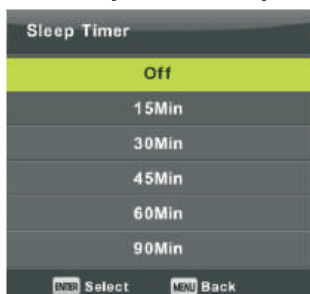 Sleep Timer
Off
15Min
30Min
45Min
60Min
90Min
ENTER Select MENU Back